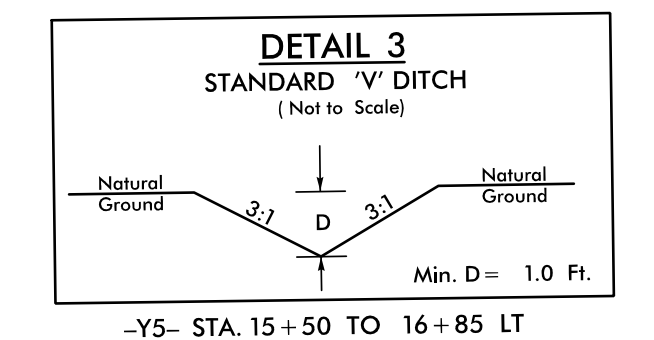 DETAIL 3
STANDARD 'V' DITCH
( Not to Scale)
Natural
Ground
3:1
D
3:1
Natural
Ground
Min. D = 1.0 Ft.
-Y5- STA. 15+50 TO 16+85 LT